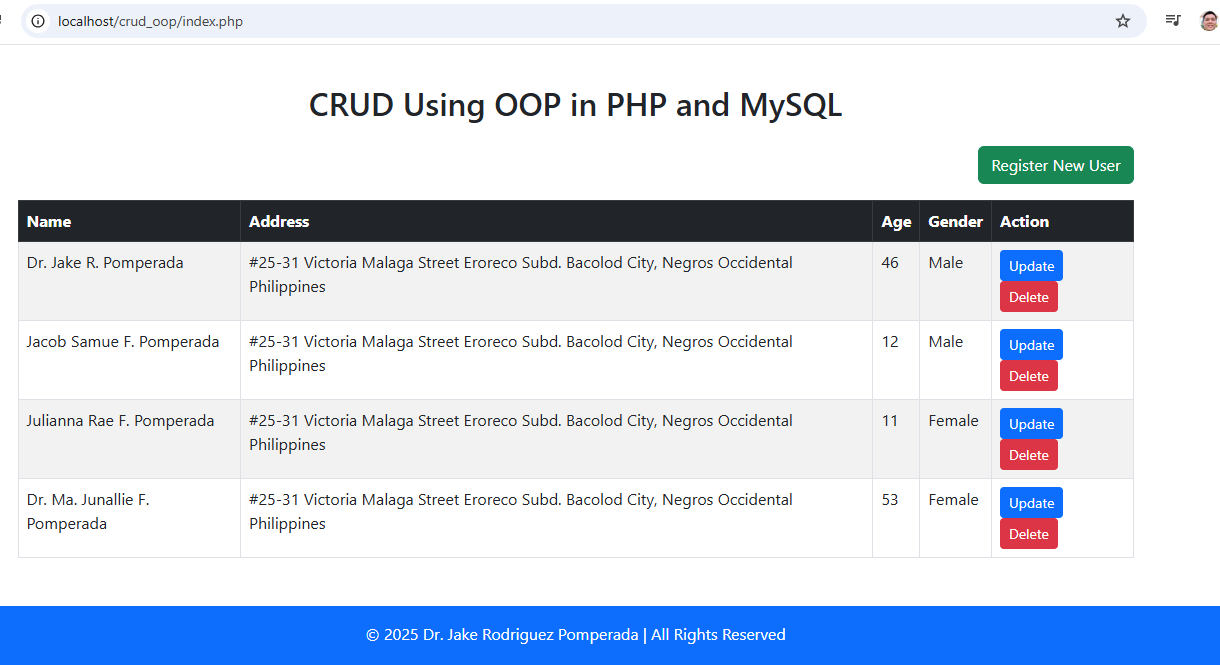 localhost/crud_oop/index.php
CRUD Using OOP in PHP and MySQL
Register New User
Name Address Age Gender Action
Dr. Jake R. Pomperada #25-31 Victoria Malaga Street Eroreco Subd. Bacolod City, Negros Occidental 46 Male Update
Philippines Delete
Jacob Samue F. Pomperada #25-31 Victoria Malaga Street Eroreco Subd. Bacolod City, Negros Occidental 12 Male Update
Philippines Delete
Julianna Rae F. Pomperada #25-31 Victoria Malaga Street Eroreco Subd. Bacolod City, Negros Occidental 11 Female Update
Philippines Delete
Dr. Ma. Junallie F. #25-31 Victoria Malaga Street Eroreco Subd. Bacolod City, Negros Occidental 53 Female Update
Pomperada Philippines Delete
© 2025 Dr. Jake Rodriguez Pomperada | All Rights Reserved